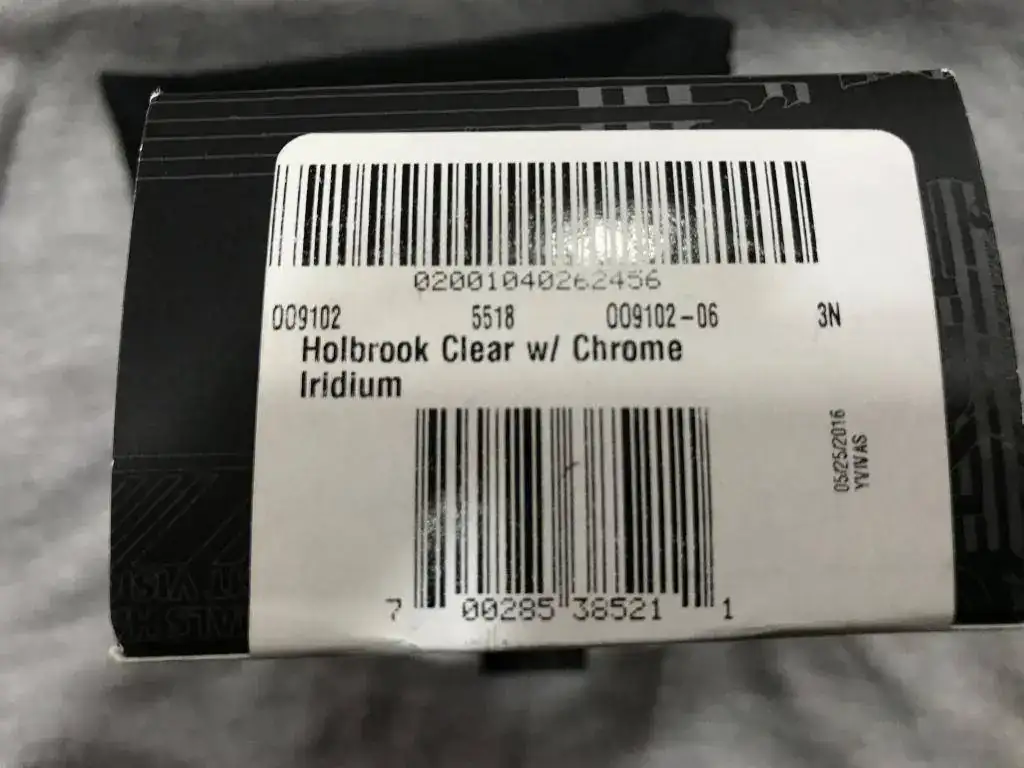 02001040262456
OO9102 5518 OO9102-06 3N
Holbrook Clear w/ Chrome
Iridium
05/25/2016
YVIVAS
7 00285 38521 1